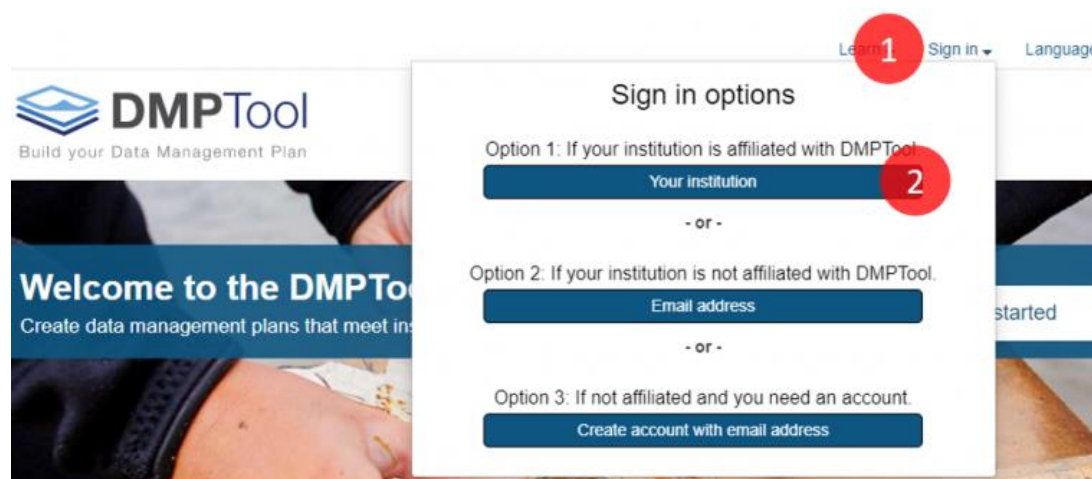 1
Sign in
Language
DMPTool
Build your Data Management Plan
Sign in options
Option 1: If your institution is affiliated with DMPTool.
Your institution
2
- or -
Option 2: If your institution is not affiliated with DMPTool.
Email address
- or -
Option 3: If not affiliated and you need an account.
Create account with email address
Welcome to the DMPToo
Create data management plans that meet ins
started